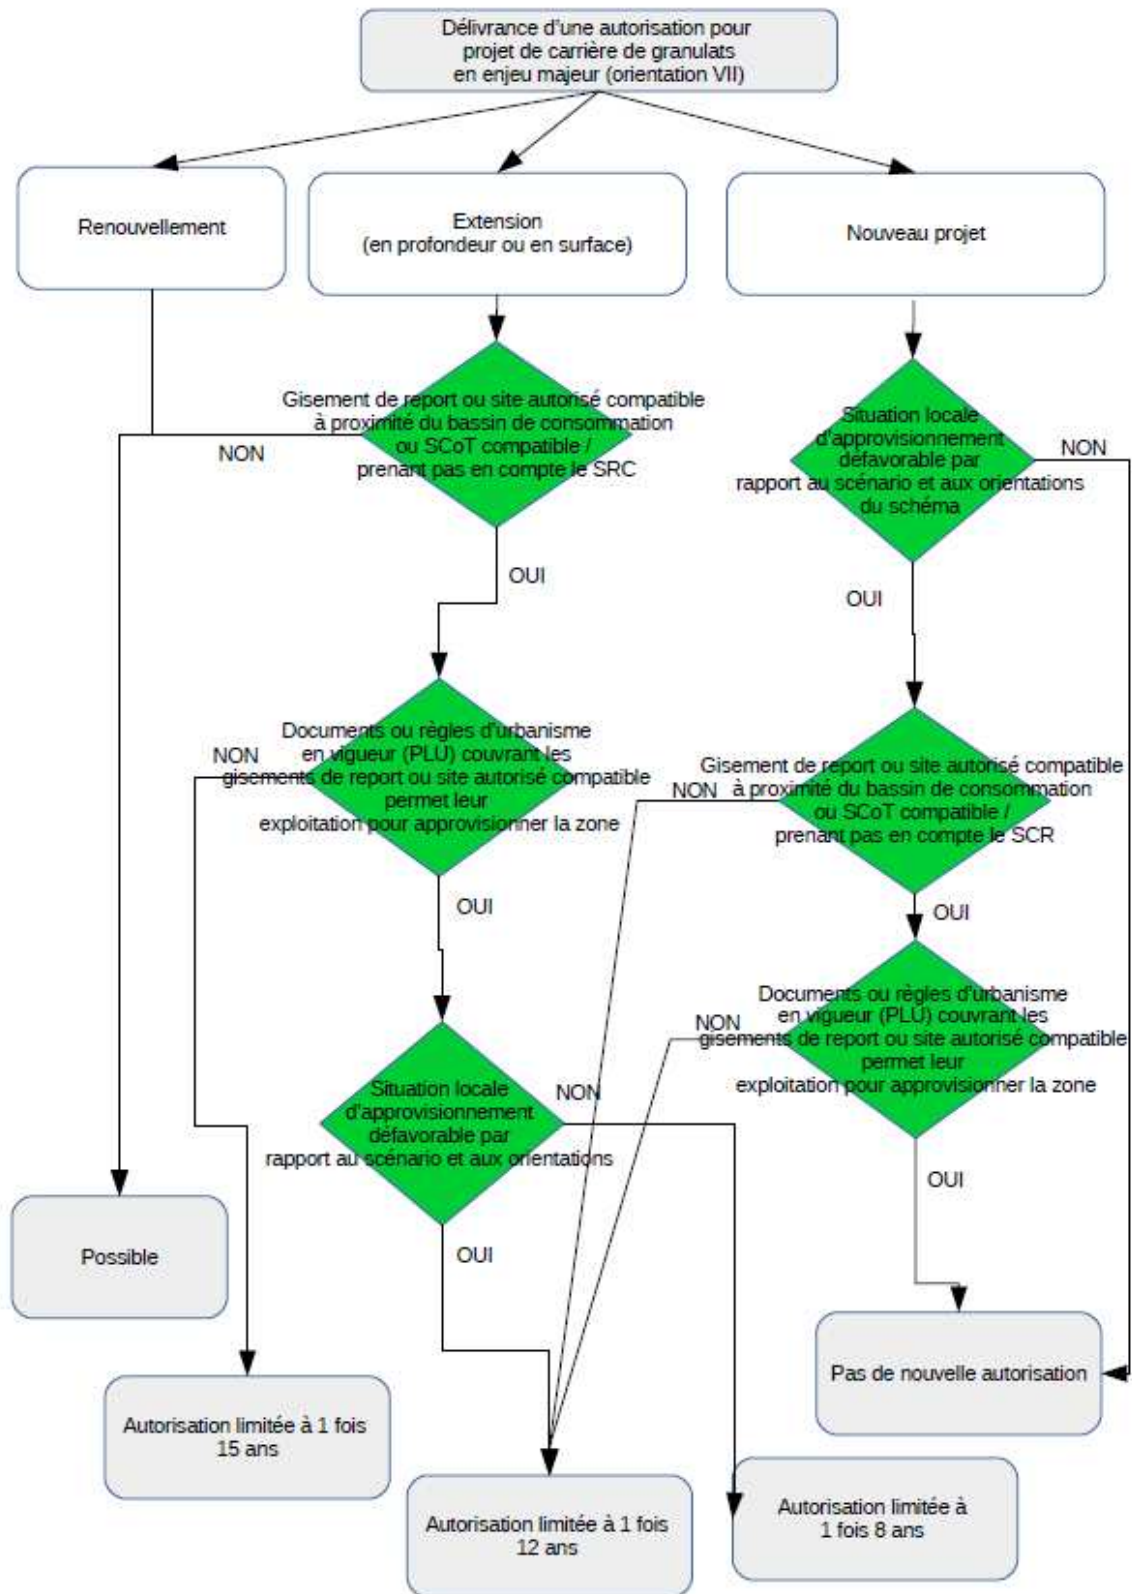 Délivrance d'une autorisation pour
projet de carrière de granulats
en enjeu majeur (orientation VII)
Renouvellement
Extension
(en profondeur ou en surface)
Nouveau projet
Gisement de report ou site autorisé compatible
à proximité du bassin de consommation
ou SCoT compatible /
prenant pas en compte le SRC
NON
Situation locale
d'approvisionnement
défavorable par
rapport au scénario et aux orientations
du schéma
NON
OUI
OUI
Documents ou règles d'urbanisme
en vigueur (PLU) couvrant les
gisements de report ou site autorisé compatible
permet leur
exploitation pour approvisionner la zone
NON
Gisement de report ou site autorisé compatible
à proximité du bassin de consommation
ou SCoT compatible /
prenant pas en compte le SCR
NON
OUI
OUI
Documents ou règles d'urbanisme
en vigueur (PLU) couvrant les
gisements de report ou site autorisé compatible
permet leur
exploitation pour approvisionner la zone
NON
Situation locale
d'approvisionnement
défavorable par
rapport au scénario et aux orientations
NON
OUI
OUI
Possible
Pas de nouvelle autorisation
Autorisation limitée à 1 fois
15 ans
Autorisation limitée à 1 fois
12 ans
Autorisation limitée à
1 fois 8 ans